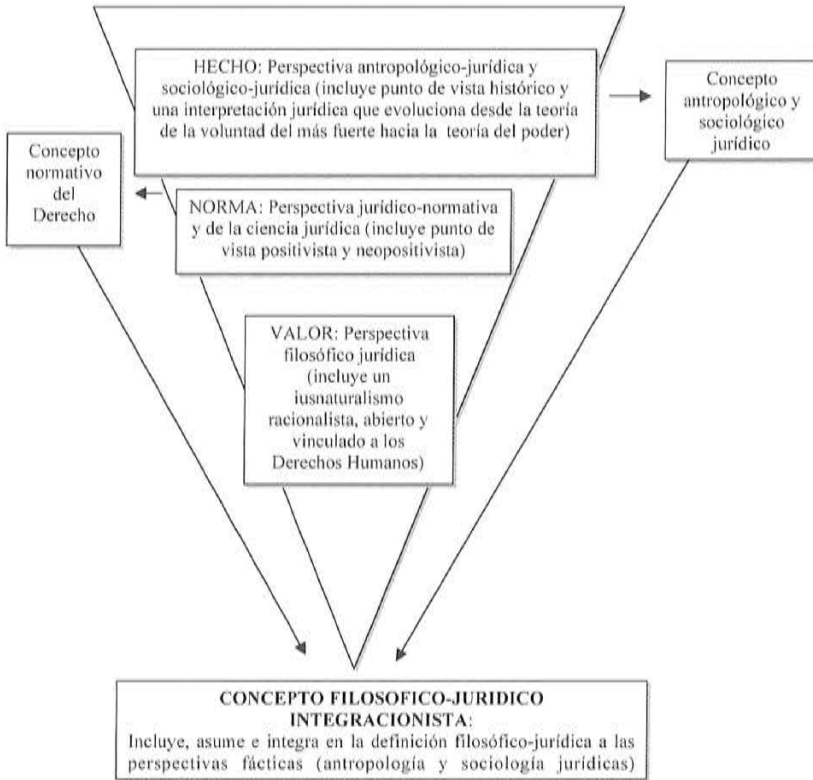 HECHO: Perspectiva antropológico-jurídica y
sociológico-jurídica (incluye punto de vista histórico y
una interpretación jurídica que evoluciona desde la teoría
de la voluntad del más fuerte hacia la teoría del poder)
Concepto
antropológico y
sociológico
jurídico
Concepto
normativo
del
Derecho
NORMA: Perspectiva jurídico-normativa
y de la ciencia jurídica (incluye punto de
vista positivista y neopositivista)
VALOR: Perspectiva
filosófico jurídica
(incluye un
iusnaturalismo
racionalista, abierto y
vinculado a los
Derechos Humanos)
CONCEPTO FILOSOFICO-JURIDICO
INTEGRACIONISTA:
Incluye, asume e integra en la definición filosófico-jurídica a las
perspectivas fácticas (antropología y sociología jurídicas)